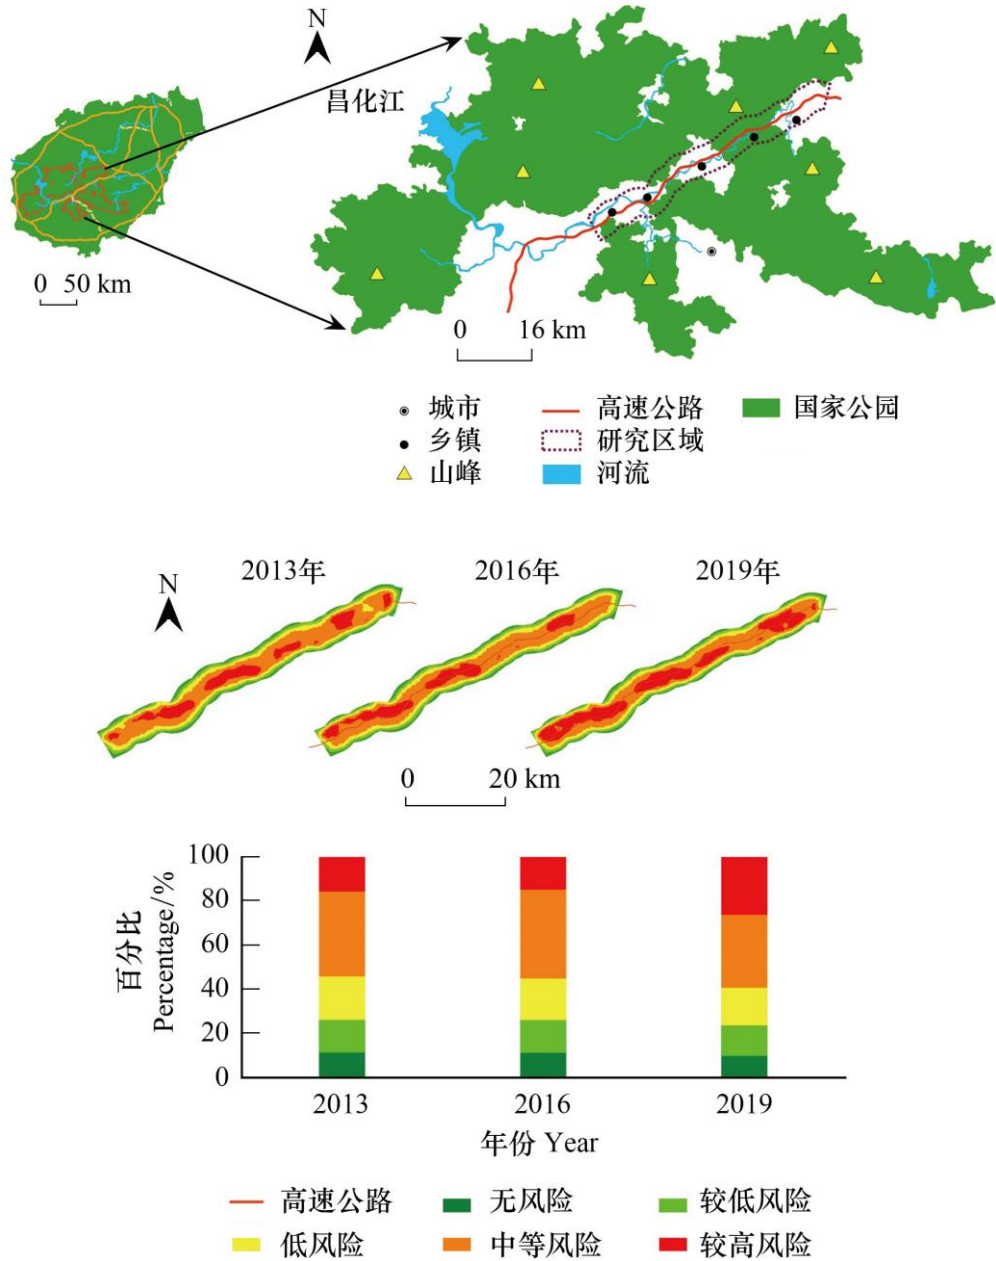 N
昌化江
0 50 km
0 16 km
城市
高速公路
国家公园
乡镇
研究区域
山峰
河流
N
2013年
2016年
2019年
0 20 km
百分比
Percentage/%
100
80
60
40
20
0
2013
2016
2019
年份 Year
高速公路
无风险
较低风险
低风险
中等风险
较高风险